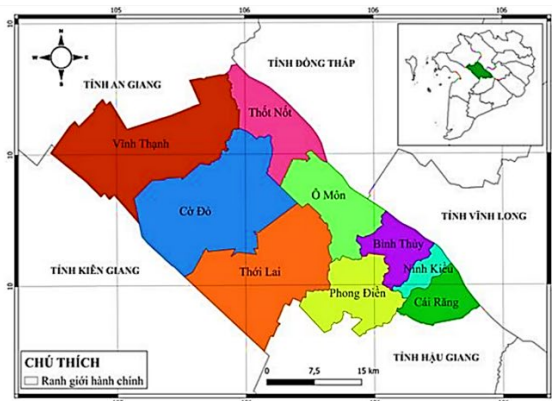 105
106
106
106
10
N
W
E
S
TỈNH AN GIANG
TỈNH ĐỒNG THÁP
Thốt Nốt
Vĩnh Thạnh
10
Ô Môn
Cờ Đỏ
TỈNH VĨNH LONG
Bình Thủy
TỈNH KIÊN GIANG
Thới Lai
Ninh Kiều
10
Phong Điền
Cái Răng
TỈNH HẬU GIANG
CHÚ THÍCH
Ranh giới hành chính
0 7,5 15 km